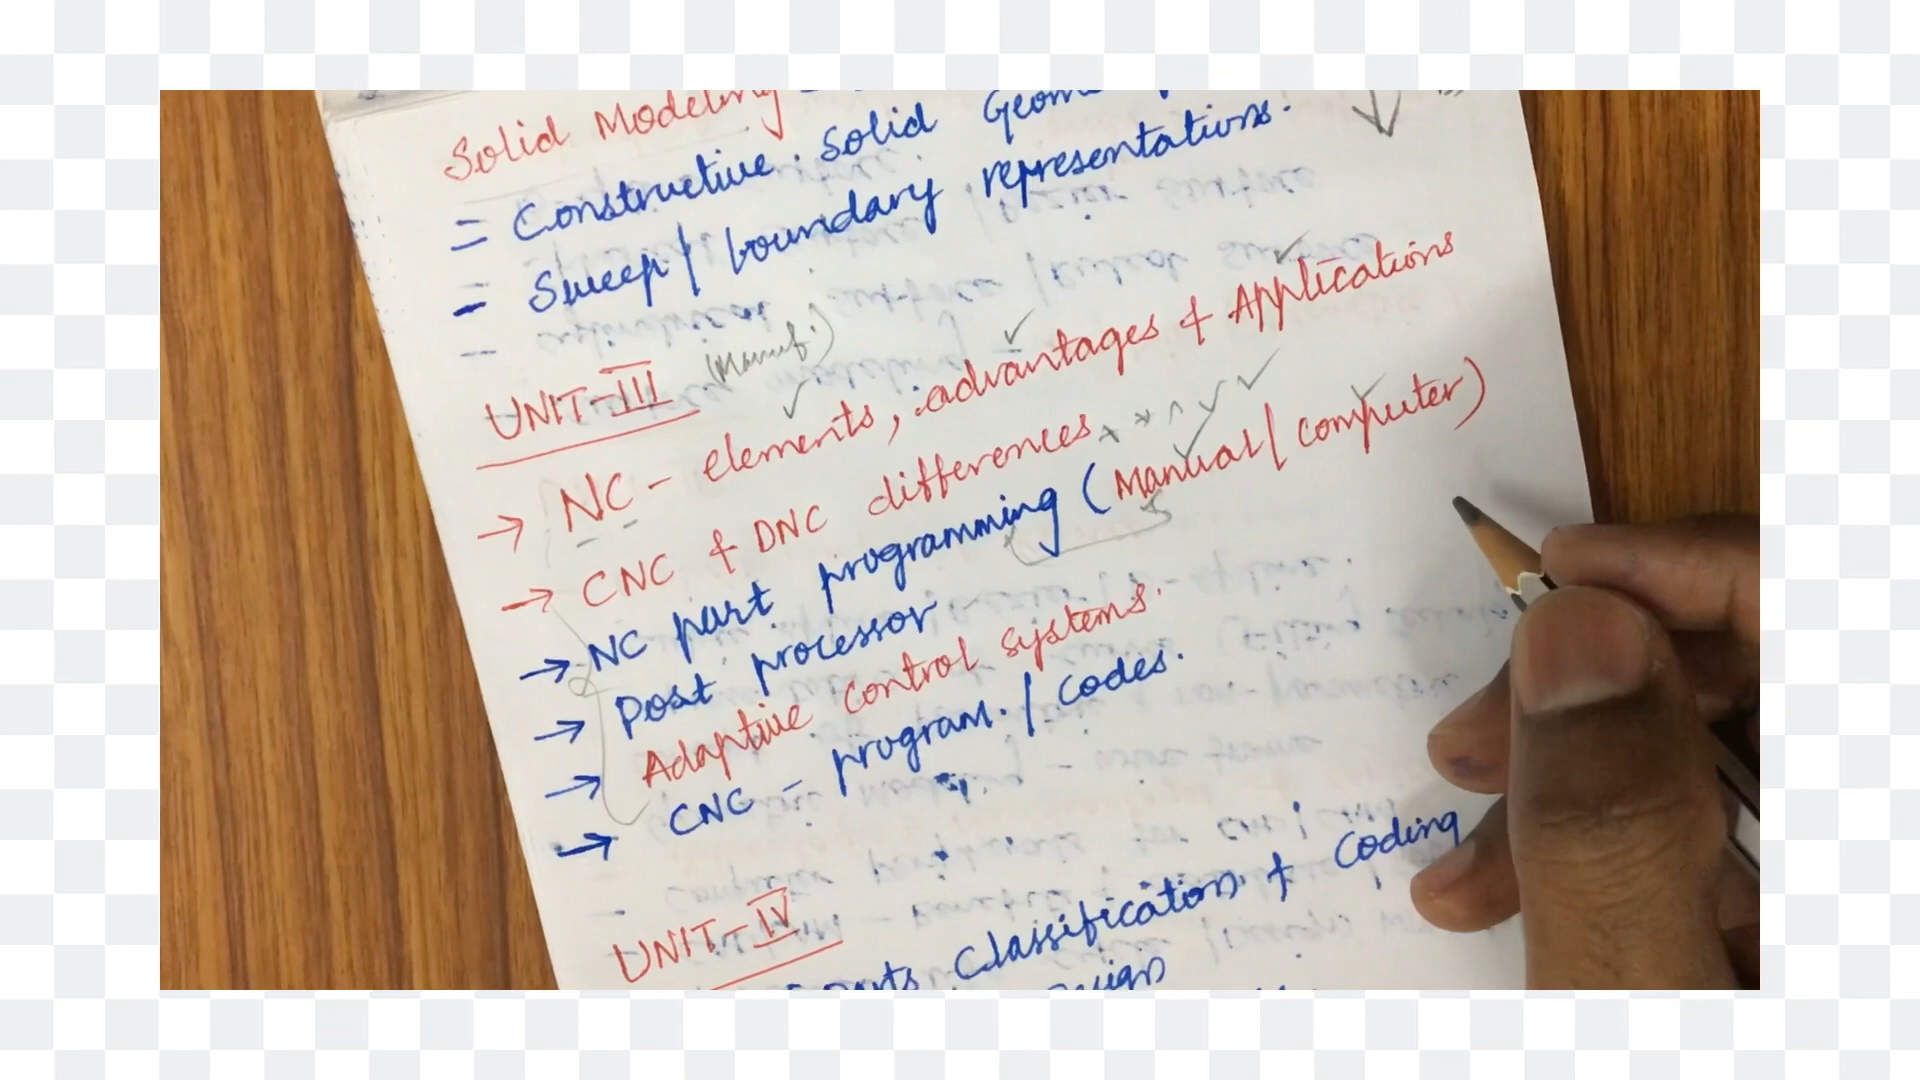 Solid Modeling
= Constructive solid Geom
- Sweep / boundary representations.
UNIT-III (Manuf.)
→ NC - elements, advantages & Applications
→ CNC & DNC differences
→ NC part programming (Manual / computer)
→ Post processor
→ Adaptive control systems.
→ CNC - program. / codes.
UNIT-IV
Classification & Coding